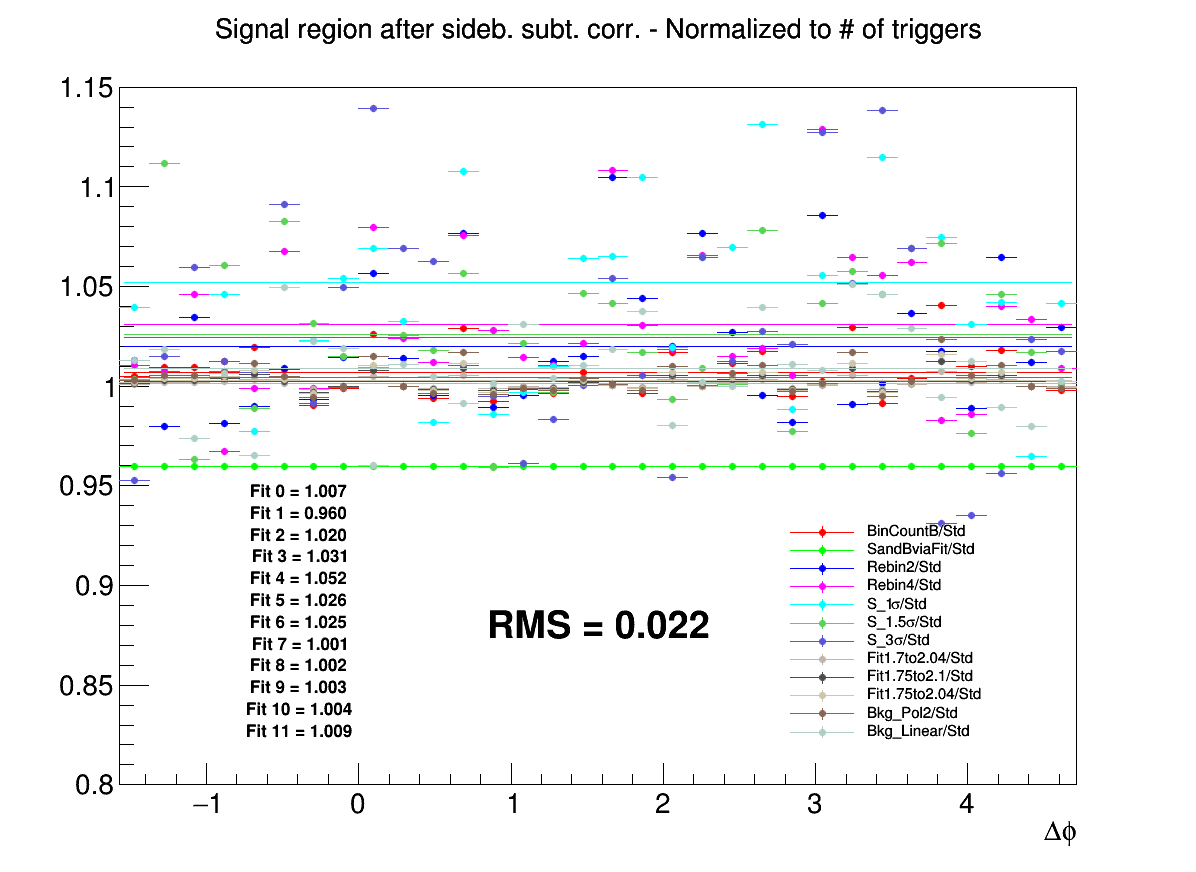 Signal region after sideb. subt. corr. - Normalized to # of triggers
1.15
1.1
1.05
1
0.95
0.9
0.85
0.8
Fit 0 = 1.007
Fit 1 = 0.960
Fit 2 = 1.020
Fit 3 = 1.031
Fit 4 = 1.052
Fit 5 = 1.026
Fit 6 = 1.025
Fit 7 = 1.001
Fit 8 = 1.002
Fit 9 = 1.003
Fit 10 = 1.004
Fit 11 = 1.009
RMS = 0.022
BinCountB/Std
SandBviaFit/Std
Rebin2/Std
Rebin4/Std
S_1σ/Std
S_1.5σ/Std
S_3σ/Std
Fit1.7to2.04/Std
Fit1.75to2.1/Std
Fit1.75to2.04/Std
Bkg_Pol2/Std
Bkg_Linear/Std
−1 0 1 2 3 4
Δϕ